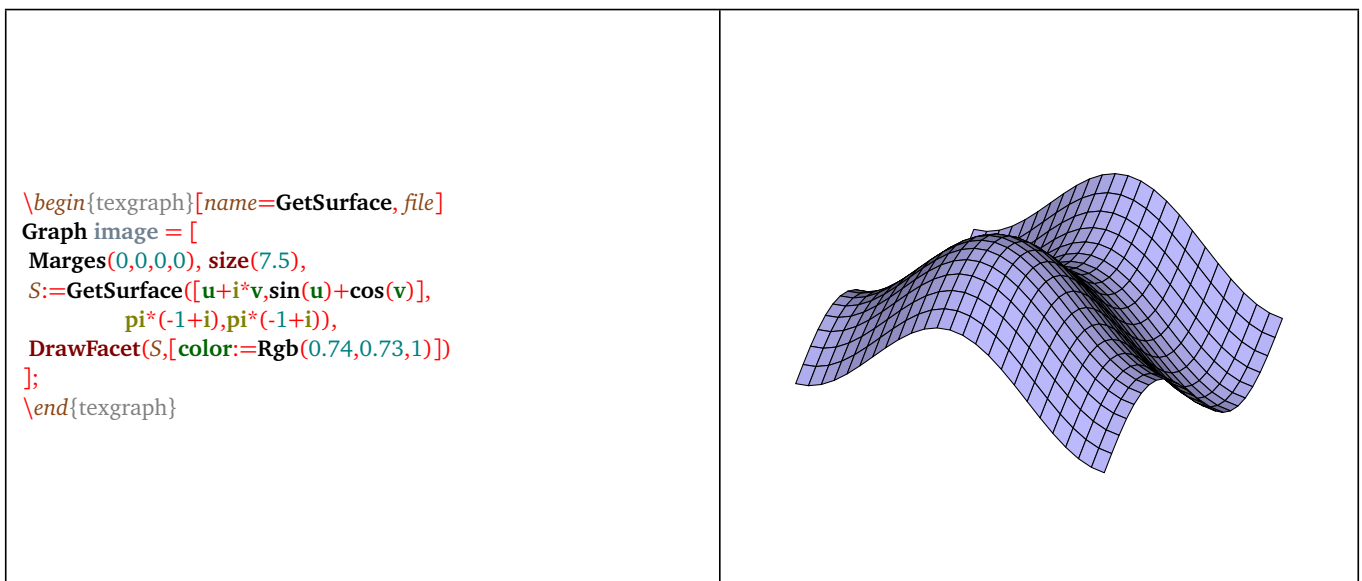 \begin{texgraph}[name=GetSurface, file]
Graph image = [
Marges(0,0,0,0), size(7.5),
S:=GetSurface([u+i*v,sin(u)+cos(v)],
pi*(-1+i),pi*(-1+i)),
DrawFacet(S,[color:=Rgb(0.74,0.73,1)])
];
\end{texgraph}